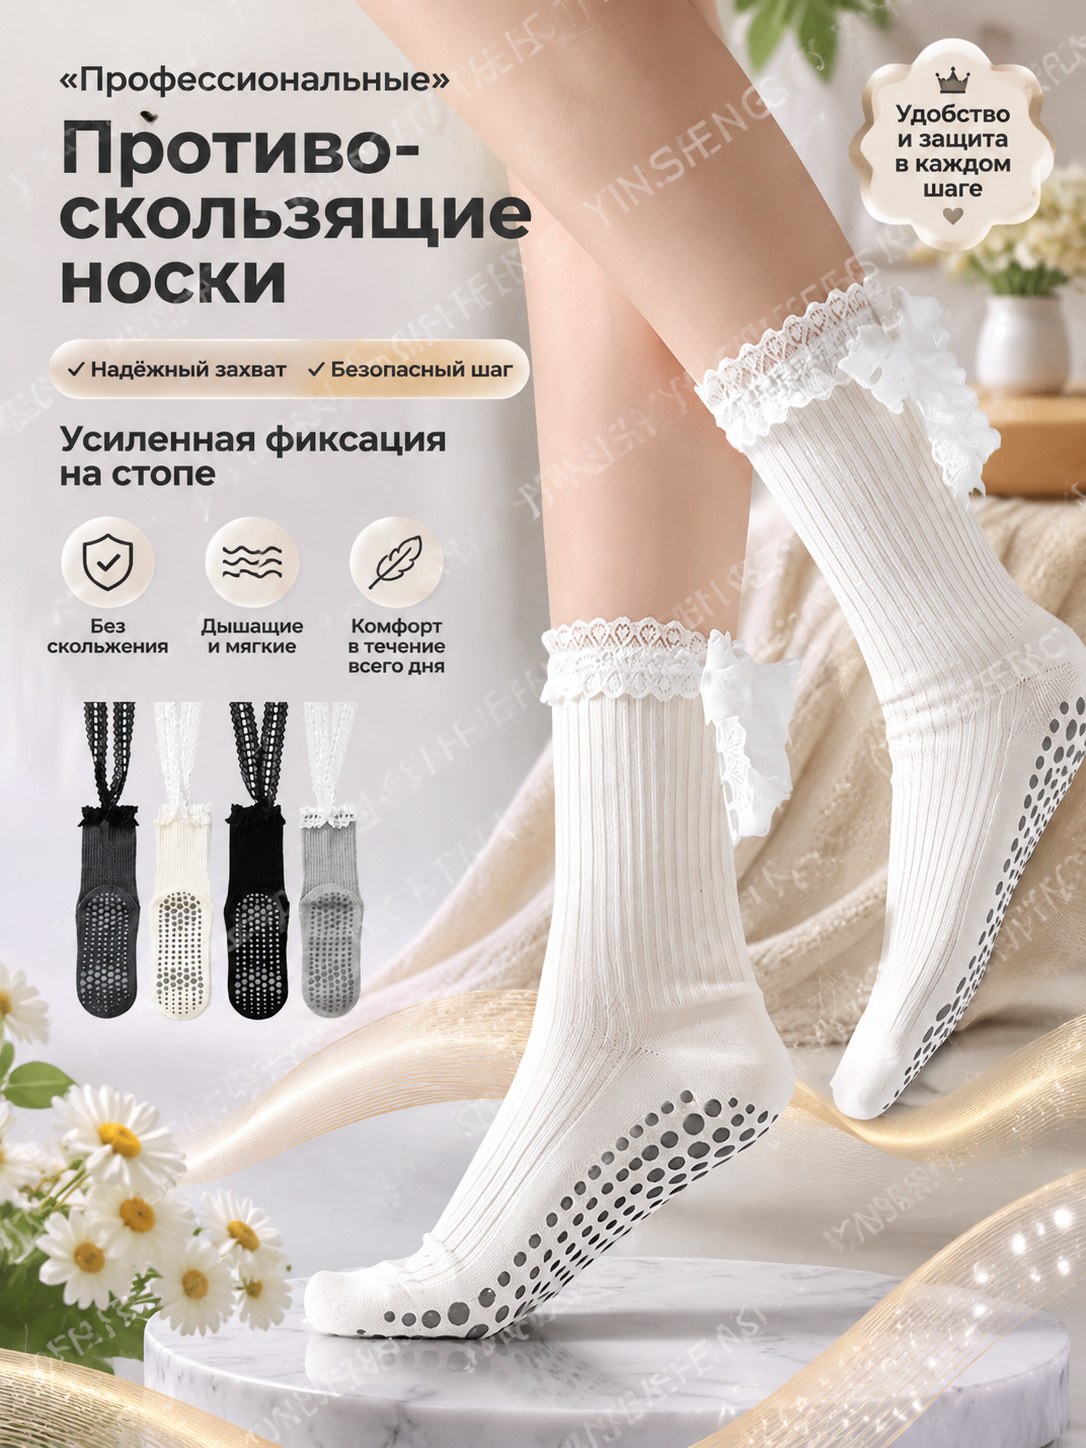 «Профессиональные»
Противо-
скользящие
носки
✓ Надёжный захват ✓ Безопасный шаг
Усиленная фиксация
на стопе
Без
скольжения
Дышащие
и мягкие
Комфорт
в течение
всего дня
Удобство
и защита
в каждом
шаге